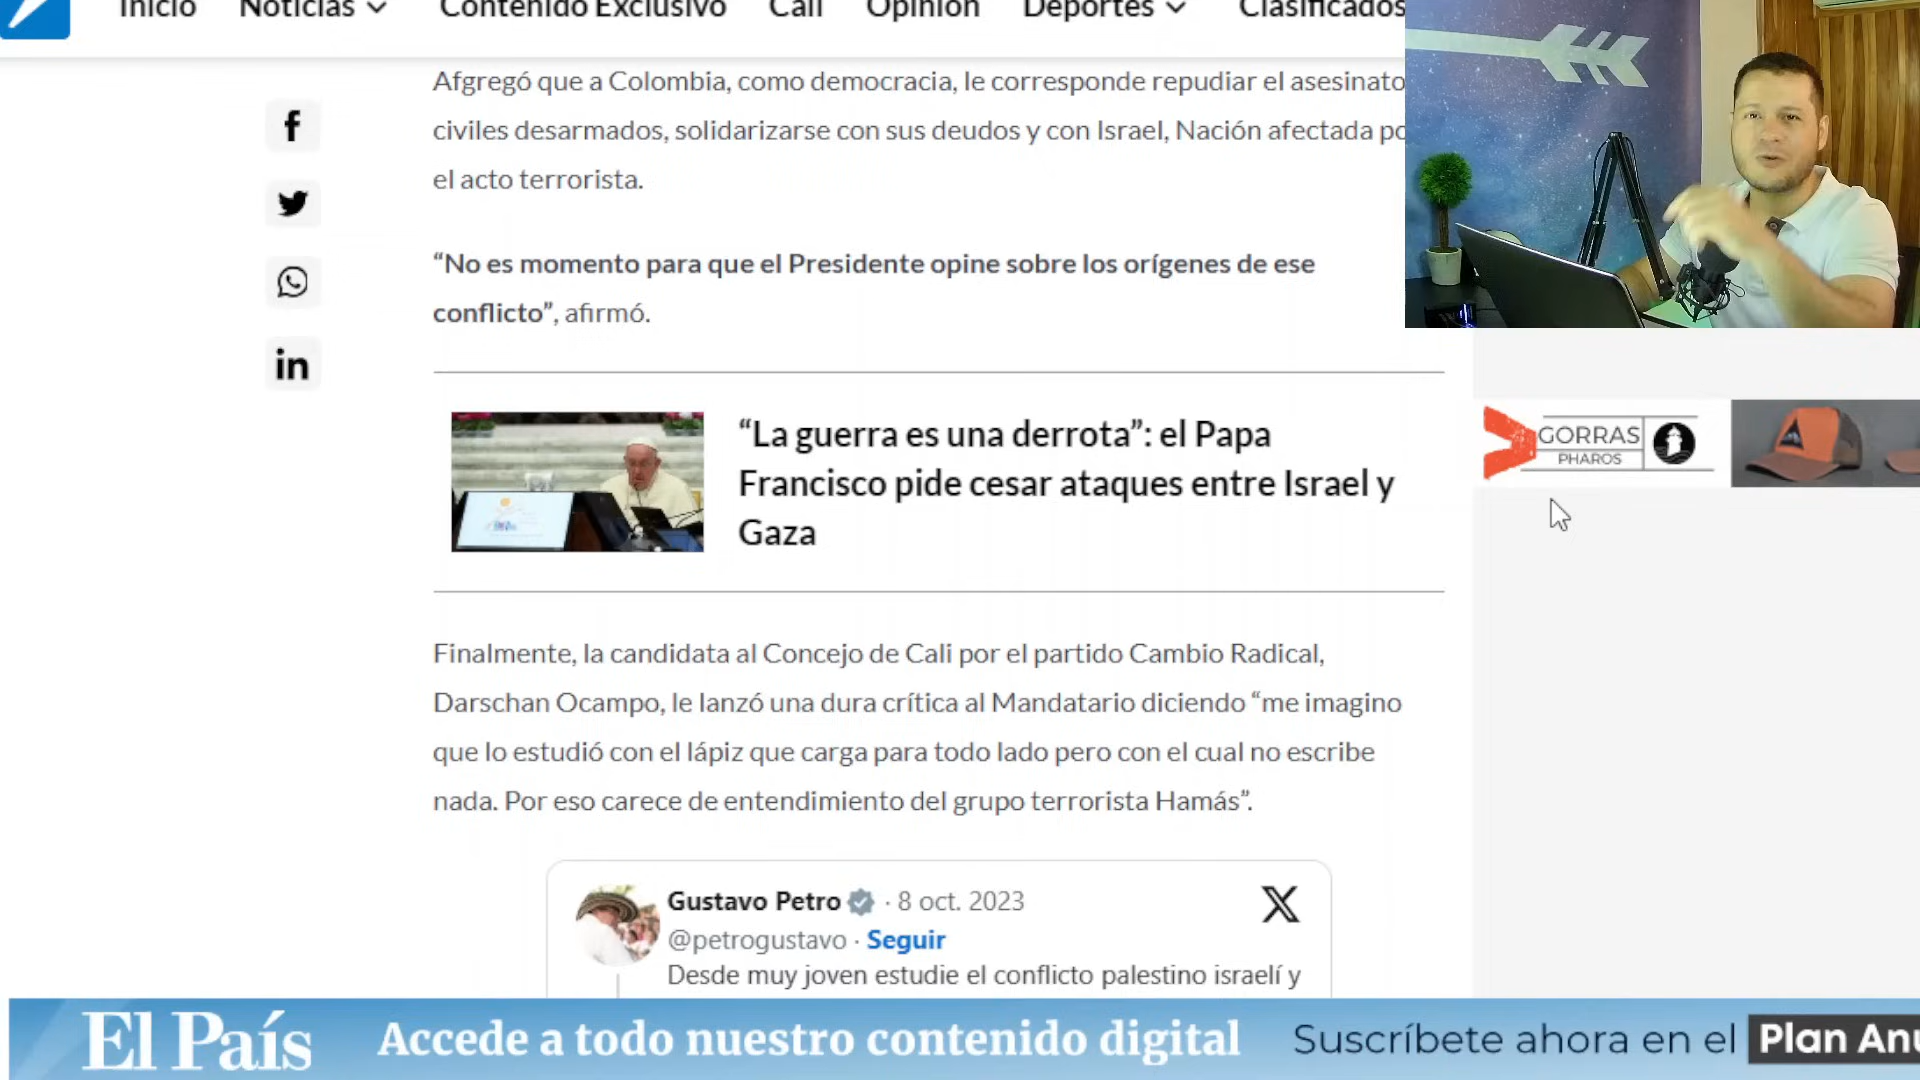 Inicio Noticias Contenido Exclusivo Cali Opinión Deportes Clasificados
Afgregó que a Colombia, como democracia, le corresponde repudiar el asesinato
civiles desarmados, solidarizarse con sus deudos y con Israel, Nación afectada po
el acto terrorista.
“No es momento para que el Presidente opine sobre los orígenes de ese
conflicto”, afirmó.
“La guerra es una derrota”: el Papa
Francisco pide cesar ataques entre Israel y
Gaza
GORRAS
PHAROS
Finalmente, la candidata al Concejo de Cali por el partido Cambio Radical,
Darschan Ocampo, le lanzó una dura crítica al Mandatario diciendo “me imagino
que lo estudió con el lápiz que carga para todo lado pero con el cual no escribe
nada. Por eso carece de entendimiento del grupo terrorista Hamás”.
Gustavo Petro · 8 oct. 2023
@petrogustavo · Seguir
Desde muy joven estudie el conflicto palestino israelí y
El País Accede a todo nuestro contenido digital Suscríbete ahora en el Plan Anu